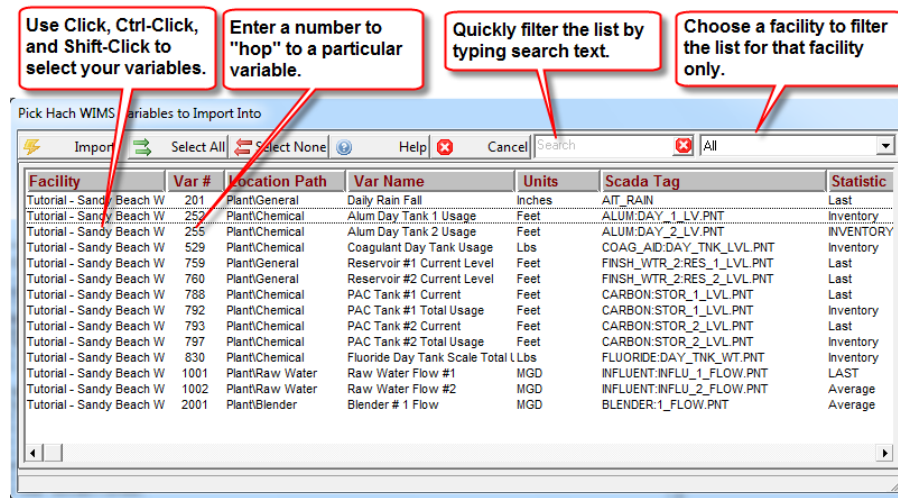 Use Click, Ctrl-Click,
and Shift-Click to
select your variables.
Enter a number to
"hop" to a particular
variable.
Quickly filter the list by
typing search text.
Choose a facility to filter
the list for that facility
only.
Pick Hach WIMS Variables to Import Into
Import Select All Select None Help Cancel Search All
Facility Var # Location Path Var Name Units Scada Tag Statistic
Tutorial - Sandy Beach W 201 Plant\General Daily Rain Fall Inches AIT_RAIN Last
Tutorial - Sandy Beach W 252 Plant\Chemical Alum Day Tank 1 Usage Feet ALUM:DAY_1_LV.PNT Inventory
Tutorial - Sandy Beach W 255 Plant\Chemical Alum Day Tank 2 Usage Feet ALUM:DAY_2_LV.PNT INVENTORY
Tutorial - Sandy Beach W 529 Plant\Chemical Coagulant Day Tank Usage Lbs COAG_AID:DAY_TNK_LVL.PNT Inventory
Tutorial - Sandy Beach W 759 Plant\General Reservoir #1 Current Level Feet FINSH_WTR_2:RES_1_LVL.PNT Last
Tutorial - Sandy Beach W 760 Plant\General Reservoir #2 Current Level Feet FINSH_WTR_2:RES_2_LVL.PNT Last
Tutorial - Sandy Beach W 788 Plant\Chemical PAC Tank #1 Current Feet CARBON:STOR_1_LVL.PNT Last
Tutorial - Sandy Beach W 792 Plant\Chemical PAC Tank #1 Total Usage Feet CARBON:STOR_1_LVL.PNT Inventory
Tutorial - Sandy Beach W 793 Plant\Chemical PAC Tank #2 Current Feet CARBON:STOR_2_LVL.PNT Last
Tutorial - Sandy Beach W 797 Plant\Chemical PAC Tank #2 Total Usage Feet CARBON:STOR_2_LVL.PNT Inventory
Tutorial - Sandy Beach W 830 Plant\Chemical Fluoride Day Tank Scale Total U Lbs FLUORIDE:DAY_TNK_WT.PNT Inventory
Tutorial - Sandy Beach W 1001 Plant\Raw Water Raw Water Flow #1 MGD INFLUENT:INFLU_1_FLOW.PNT LAST
Tutorial - Sandy Beach W 1002 Plant\Raw Water Raw Water Flow #2 MGD INFLUENT:INFLU_2_FLOW.PNT Average
Tutorial - Sandy Beach W 2001 Plant\Blender Blender # 1 Flow MGD BLENDER:1_FLOW.PNT Average